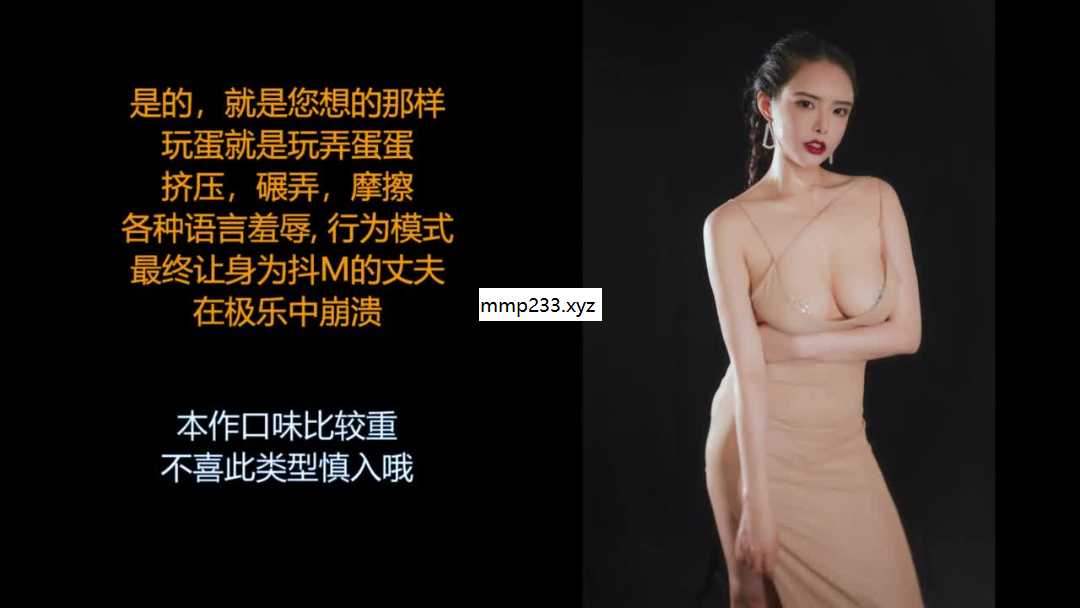 是的，就是您想的那样
玩蛋就是玩弄蛋蛋
挤压，碾弄，摩擦
各种语言羞辱, 行为模式
最终让身为抖M的丈夫
在极乐中崩溃
mmp233.xyz
本作口味比较重
不喜此类型慎入哦